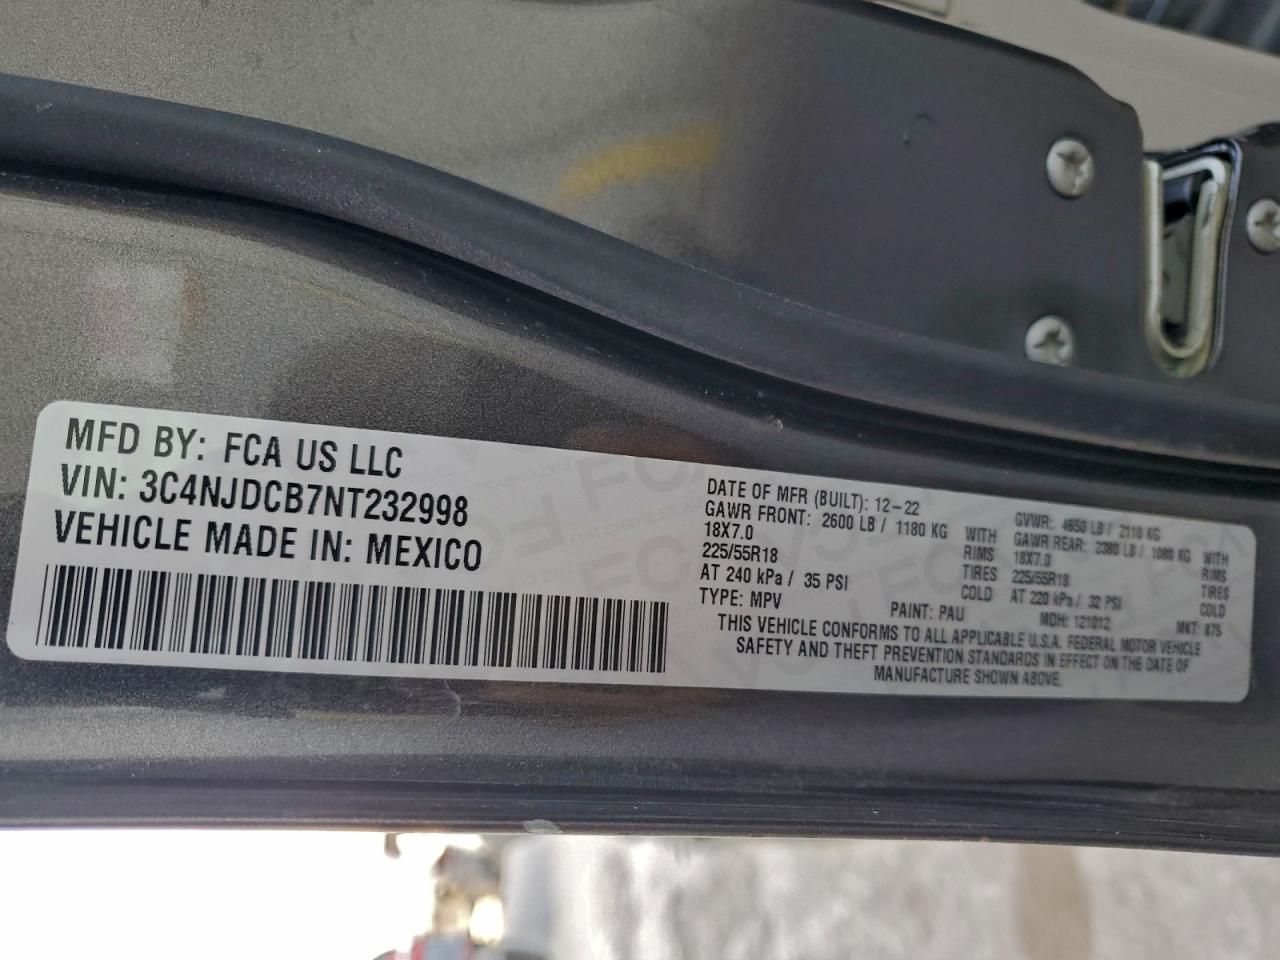 MFD BY: FCA US LLC
VIN: 3C4NJDCB7NT232998
VEHICLE MADE IN: MEXICO
DATE OF MFR (BUILT): 12-22 GVWR: 4650 LB / 2110 KG
GAWR FRONT: 2600 LB / 1180 KG WITH GAWR REAR: 2380 LB / 1080 KG WITH
18X7.0 RIMS 18X7.0 RIMS
225/55R18 TIRES 225/55R18 TIRES
AT 240 kPa / 35 PSI COLD AT 220 kPa / 32 PSI COLD
TYPE: MPV PAINT: PAU MDH: 121012 MKT: 875
THIS VEHICLE CONFORMS TO ALL APPLICABLE U.S.A. FEDERAL MOTOR VEHICLE
SAFETY AND THEFT PREVENTION STANDARDS IN EFFECT ON THE DATE OF
MANUFACTURE SHOWN ABOVE.